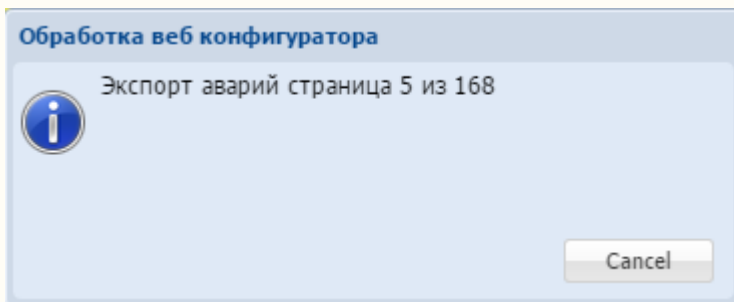 Обработка веб конфигуратора
Экспорт аварий страница 5 из 168
Cancel